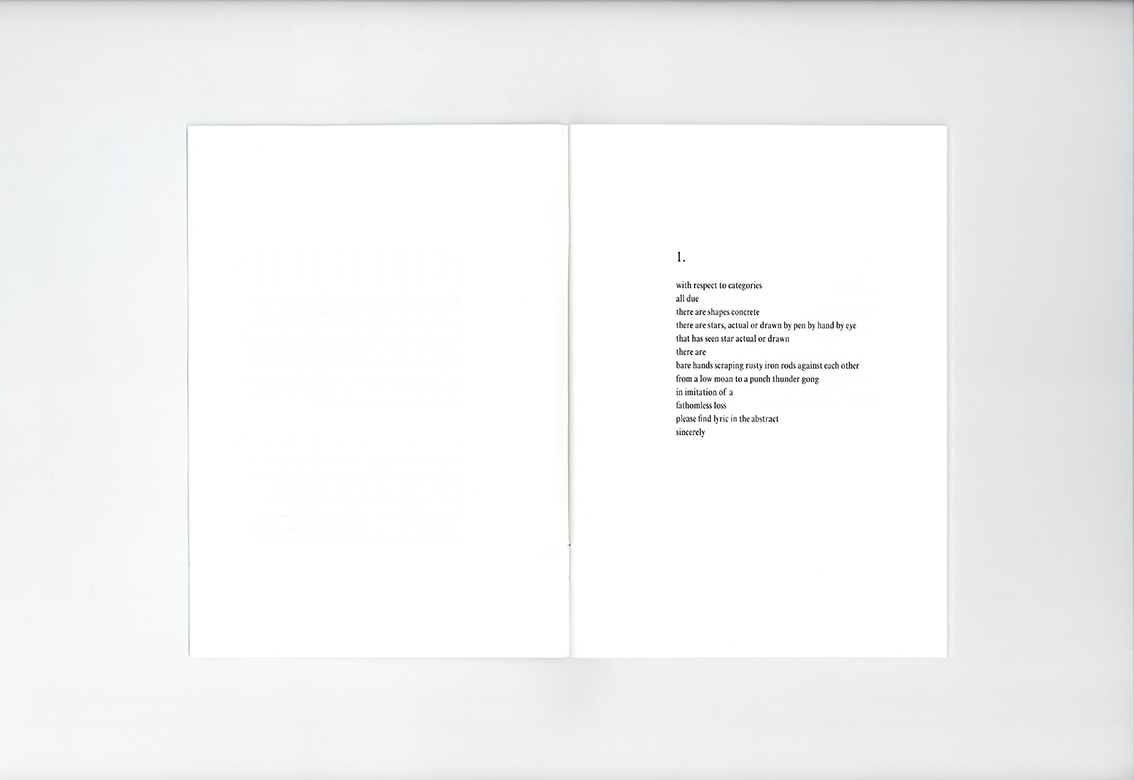 1.
with respect to categories
all due
there are shapes concrete
there are stars, actual or drawn by pen by hand by eye
that has seen star actual or drawn
there are
bare hands scraping rusty iron rods against each other
from a low moan to a punch thunder gong
in imitation of a
fathomless loss
please find lyric in the abstract
sincerely